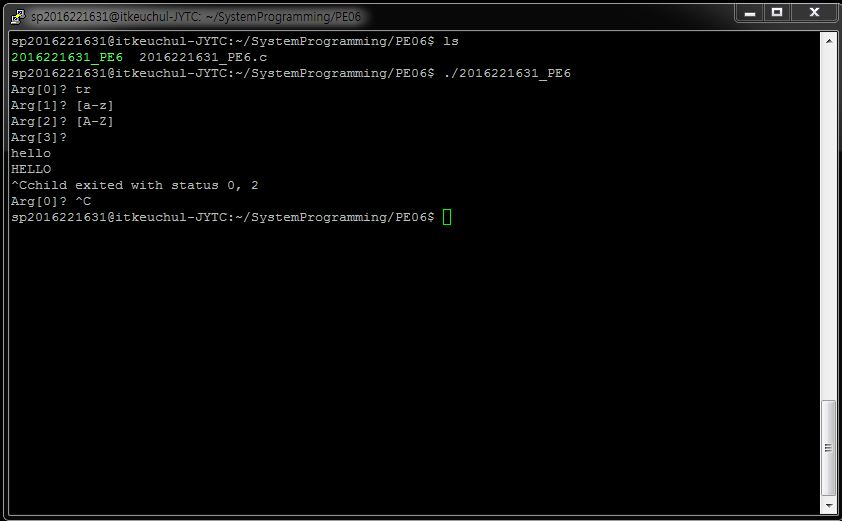 sp2016221631@itkeuchul-JYTC: ~/SystemProgramming/PE06
sp2016221631@itkeuchul-JYTC:~/SystemProgramming/PE06$ ls
2016221631_PE6  2016221631_PE6.c
sp2016221631@itkeuchul-JYTC:~/SystemProgramming/PE06$ ./2016221631_PE6
Arg[0]? tr
Arg[1]? [a-z]
Arg[2]? [A-Z]
Arg[3]?
hello
HELLO
^Cchild exited with status 0, 2
Arg[0]? ^C
sp2016221631@itkeuchul-JYTC:~/SystemProgramming/PE06$